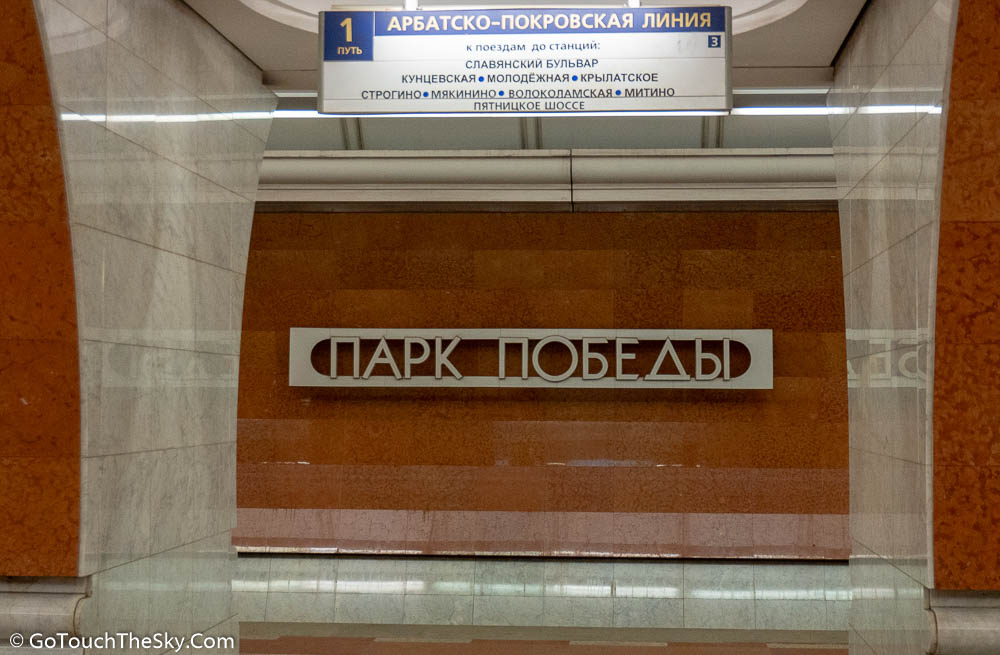 1 АРБАТСКО-ПОКРОВСКАЯ ЛИНИЯ
ПУТЬ к поездам до станций: 3
СЛАВЯНСКИЙ БУЛЬВАР
КУНЦЕВСКАЯ • МОЛОДЁЖНАЯ • КРЫЛАТСКОЕ
СТРОГИНО • МЯКИНИНО • ВОЛОКОЛАМСКАЯ • МИТИНО
ПЯТНИЦКОЕ ШОССЕ
ПАРК ПОБЕДЫ
© GoTouchTheSky.Com